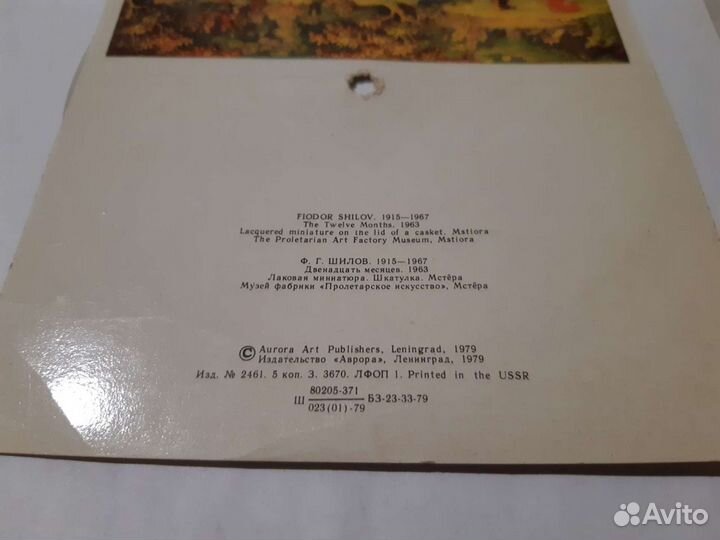 FIODOR SHILOV. 1915—1967
The Twelve Months. 1963
Lacquered miniature on the lid of a casket. Mstiora
The Proletarian Art Factory Museum, Mstiora
Ф. Г. ШИЛОВ. 1915—1967
Двенадцать месяцев. 1963
Лаковая миниатюра. Шкатулка. Мстёра
Музей фабрики «Пролетарское искусство», Мстёра
© Aurora Art Publishers, Leningrad, 1979
Издательство «Аврора», Ленинград, 1979
Изд. № 2461. 5 коп. З. 3670. ЛФОП 1. Printed in the USSR
80205-371
Ш БЗ-23-33-79
023(01)-79
Avito